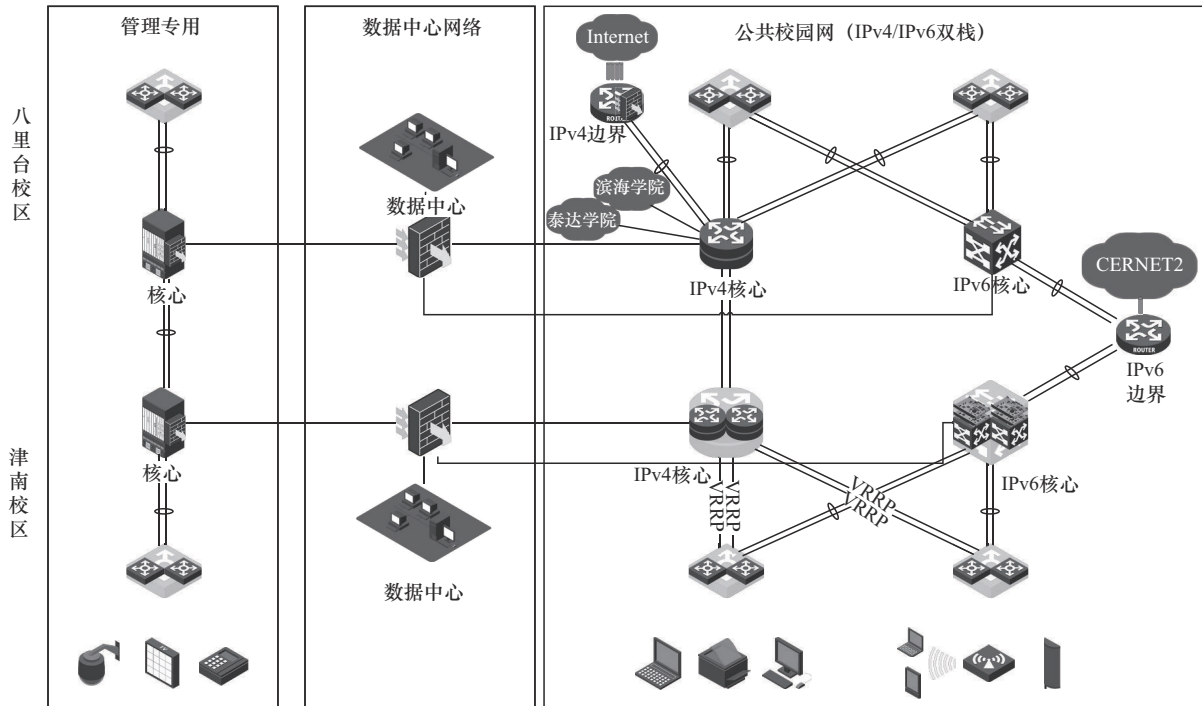 管理专用
数据中心网络
公共校园网（IPv4/IPv6双栈）
八里台校区
Internet
ROUTER
IPv4边界
滨海学院
泰达学院
数据中心
核心
IPv4核心
IPv6核心
CERNET2
ROUTER
IPv6
边界
津南校区
核心
IPv4核心
IPv6核心
VRRP
VRRP
VRRP
VRRP
数据中心
TV